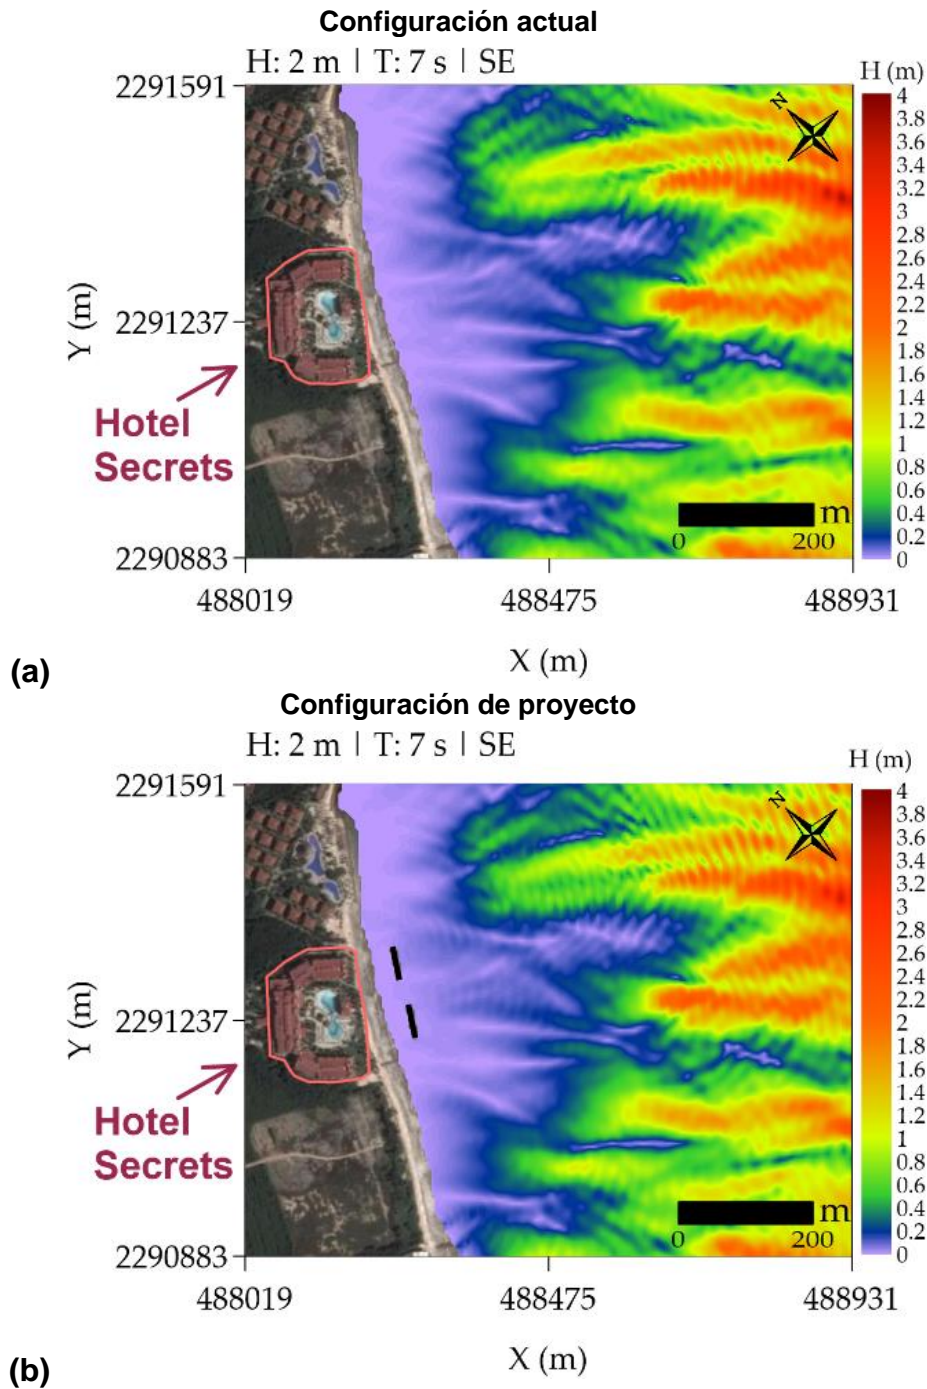 Configuración actual
H: 2 m | T: 7 s | SE
H (m)
2291591
N
4
3.8
3.6
3.4
3.2
3
2.8
2.6
2.4
2.2
2
1.8
1.6
1.4
1.2
1
0.8
0.6
0.4
0.2
0
Y (m)
2291237
Hotel
Secrets
m
0 200
2290883
488019 488475 488931
X (m)
(a)
Configuración de proyecto
H: 2 m | T: 7 s | SE
H (m)
2291591
N
4
3.8
3.6
3.4
3.2
3
2.8
2.6
2.4
2.2
2
1.8
1.6
1.4
1.2
1
0.8
0.6
0.4
0.2
0
Y (m)
2291237
Hotel
Secrets
m
0 200
2290883
488019 488475 488931
X (m)
(b)